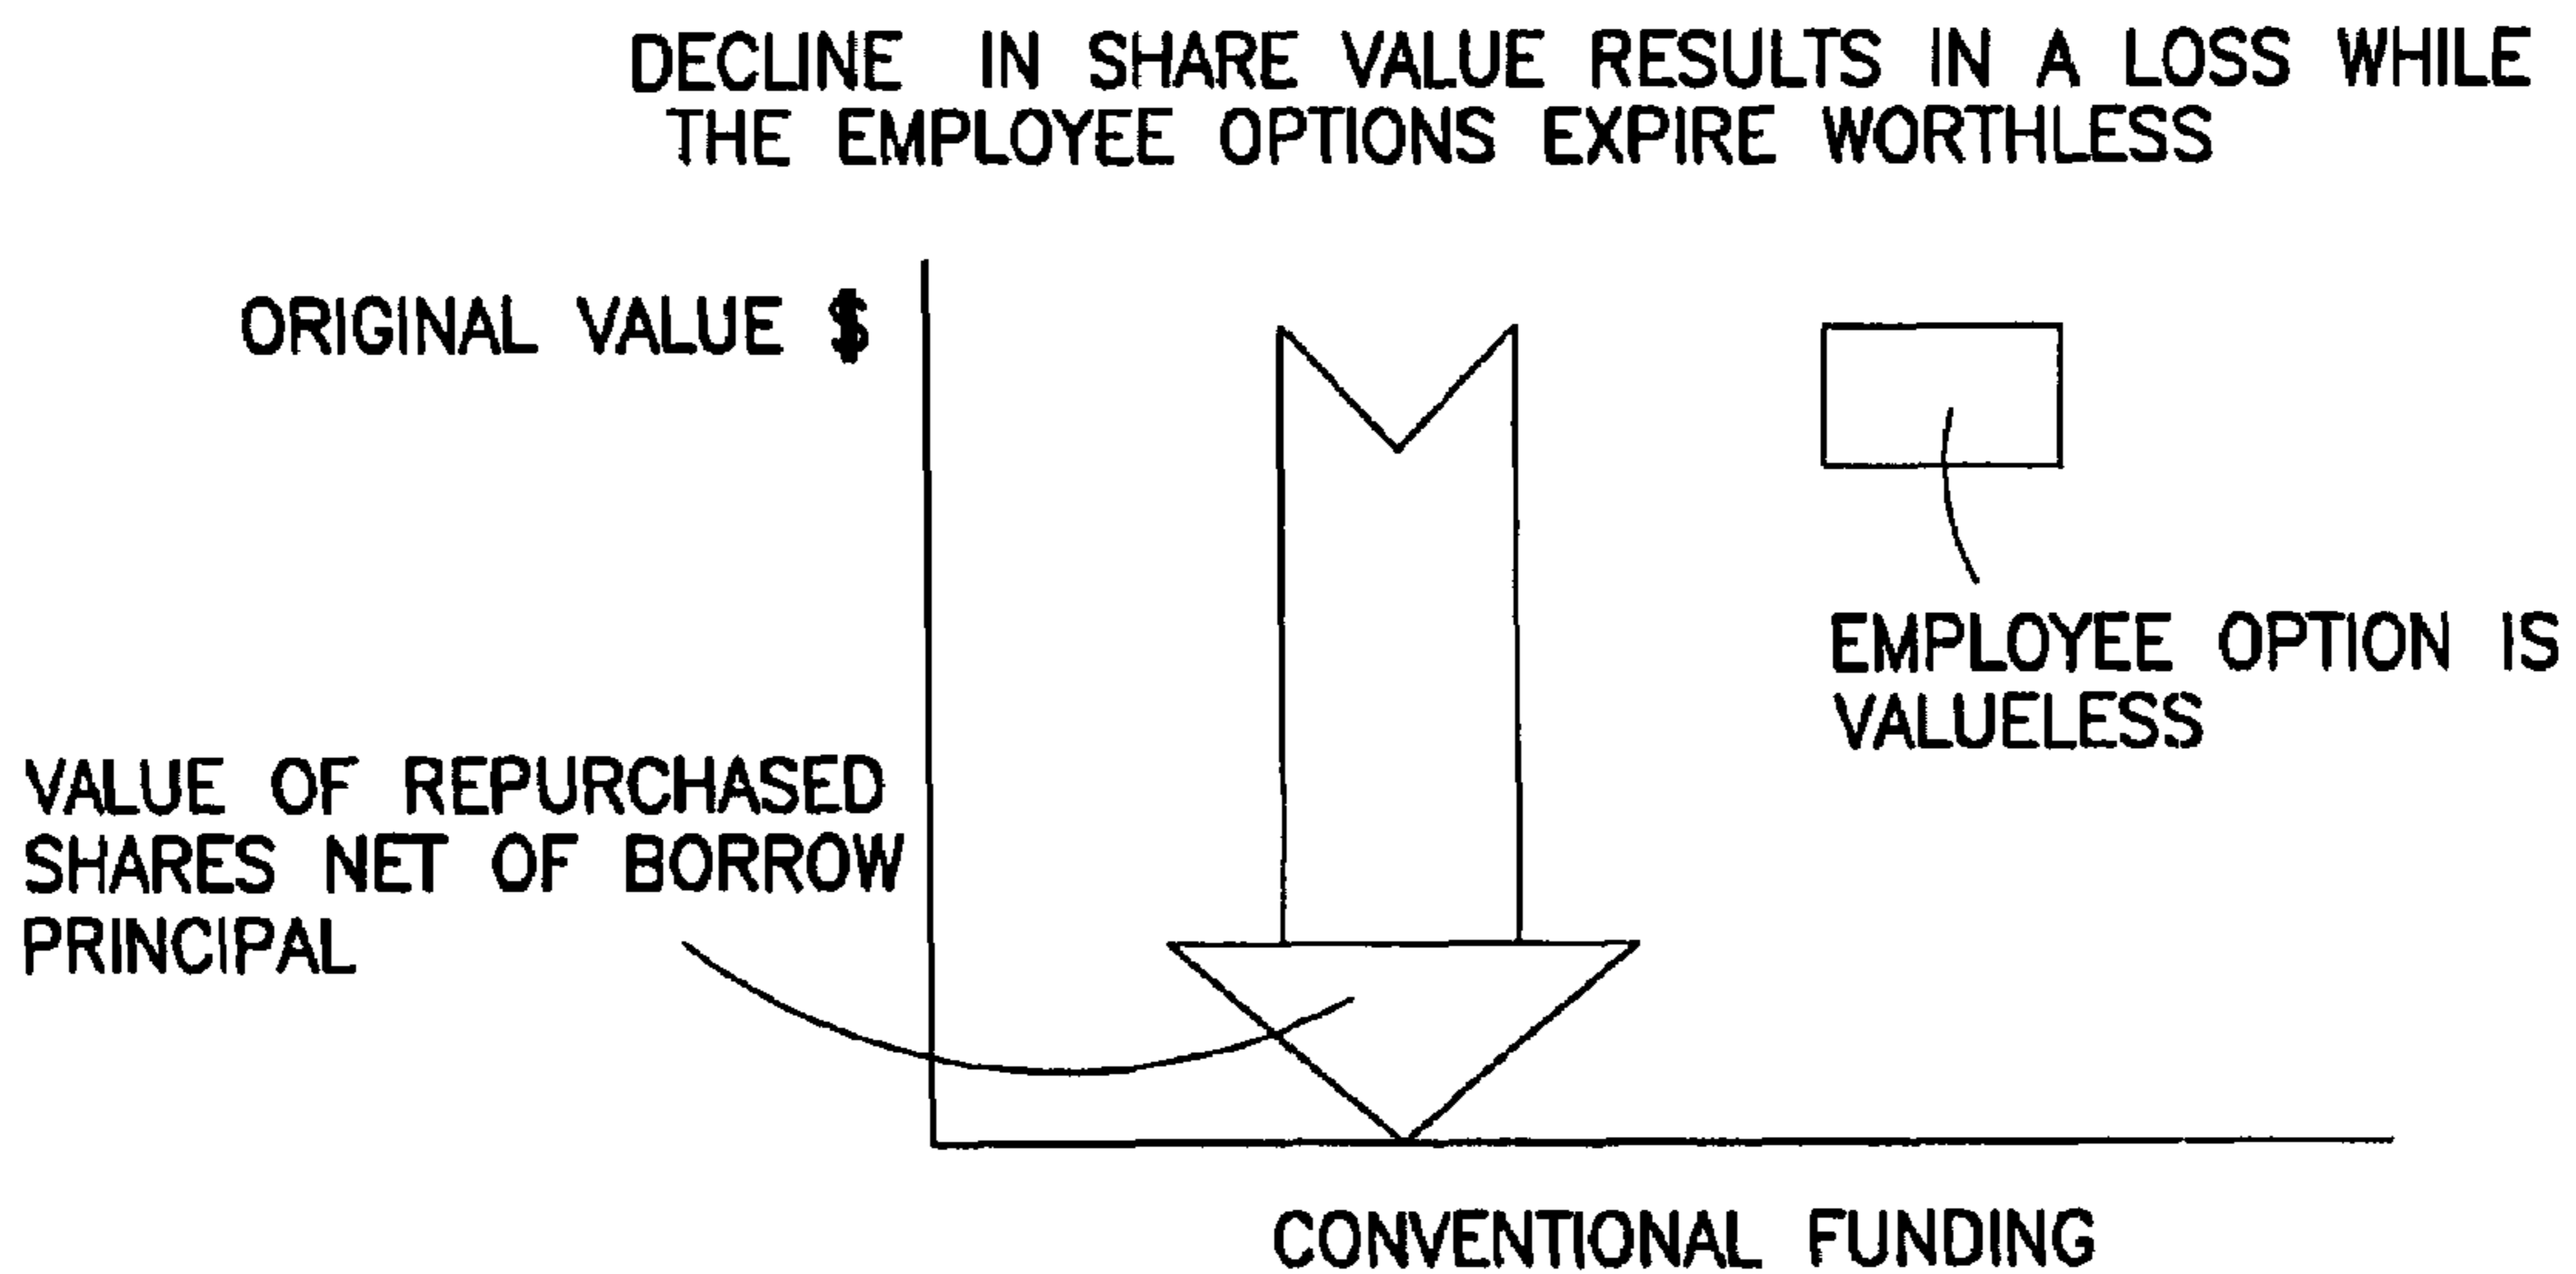 DECLINE IN SHARE VALUE RESULTS IN A LOSS WHILE
THE EMPLOYEE OPTIONS EXPIRE WORTHLESS
ORIGINAL VALUE $
EMPLOYEE OPTION IS
VALUELESS
VALUE OF REPURCHASED
SHARES NET OF BORROW
PRINCIPAL
CONVENTIONAL FUNDING